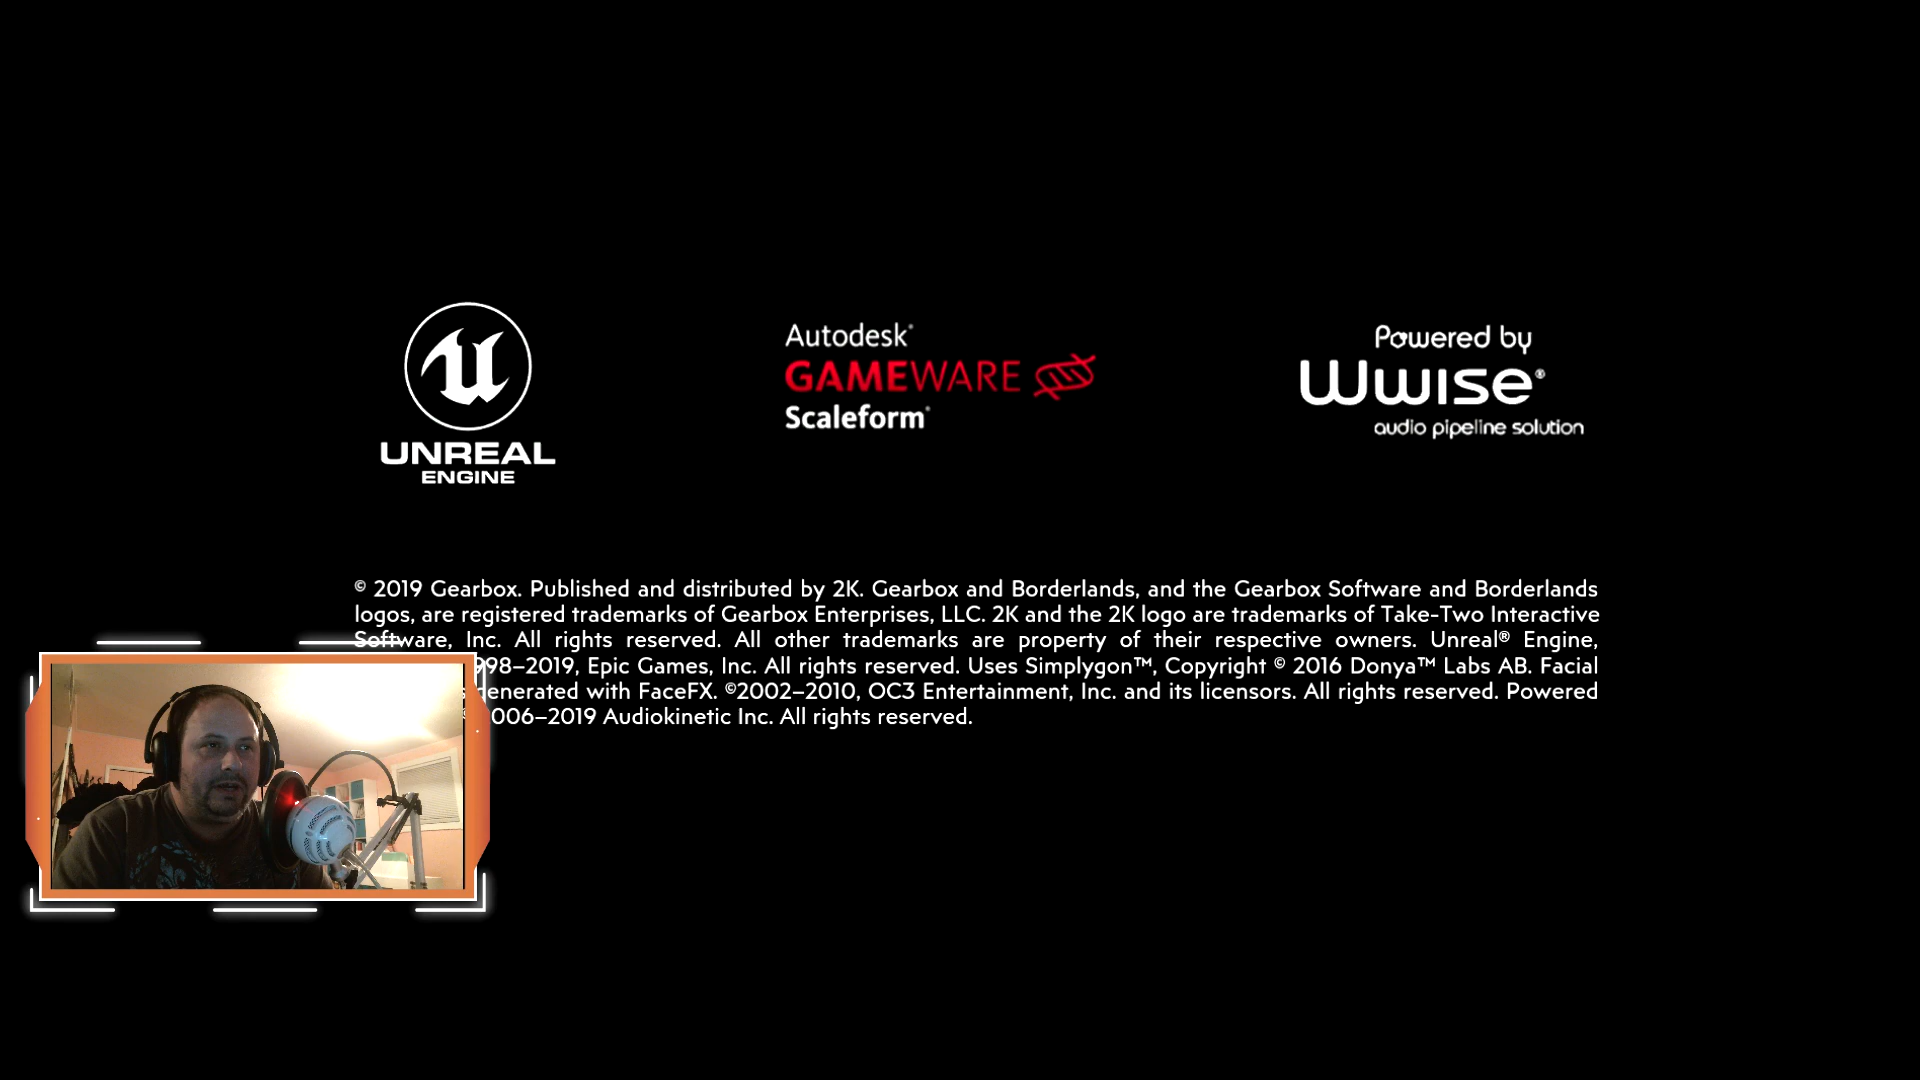 UNREAL
ENGINE
Autodesk®
GAMEWARE
Scaleform®
Powered by
Wwise®
audio pipeline solution
© 2019 Gearbox. Published and distributed by 2K. Gearbox and Borderlands, and the Gearbox Software and Borderlands
logos, are registered trademarks of Gearbox Enterprises, LLC. 2K and the 2K logo are trademarks of Take-Two Interactive
Software, Inc. All rights reserved. All other trademarks are property of their respective owners. Unreal® Engine,
98–2019, Epic Games, Inc. All rights reserved. Uses Simplygon™, Copyright © 2016 Donya™ Labs AB. Facial
generated with FaceFX. ©2002–2010, OC3 Entertainment, Inc. and its licensors. All rights reserved. Powered
006–2019 Audiokinetic Inc. All rights reserved.